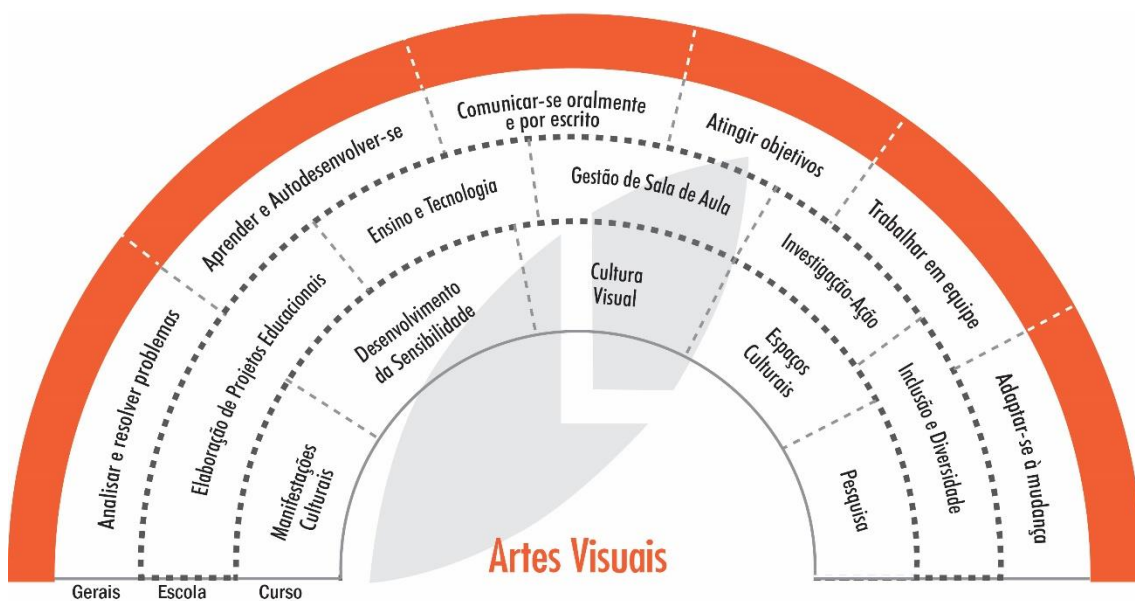 Analisar e resolver problemas
Aprender e Autodesenvolver-se
Comunicar-se oralmente
e por escrito
Atingir objetivos
Trabalhar em equipe
Adaptar-se à mudança
Elaboração de Projetos Educacionais
Ensino e Tecnologia
Gestão de Sala de Aula
Investigação-Ação
Inclusão e Diversidade
Manifestações
Culturais
Desenvolvimento
da Sensibilidade
Cultura
Visual
Espaços
Culturais
Pesquisa
Artes Visuais
Gerais
Escola
Curso